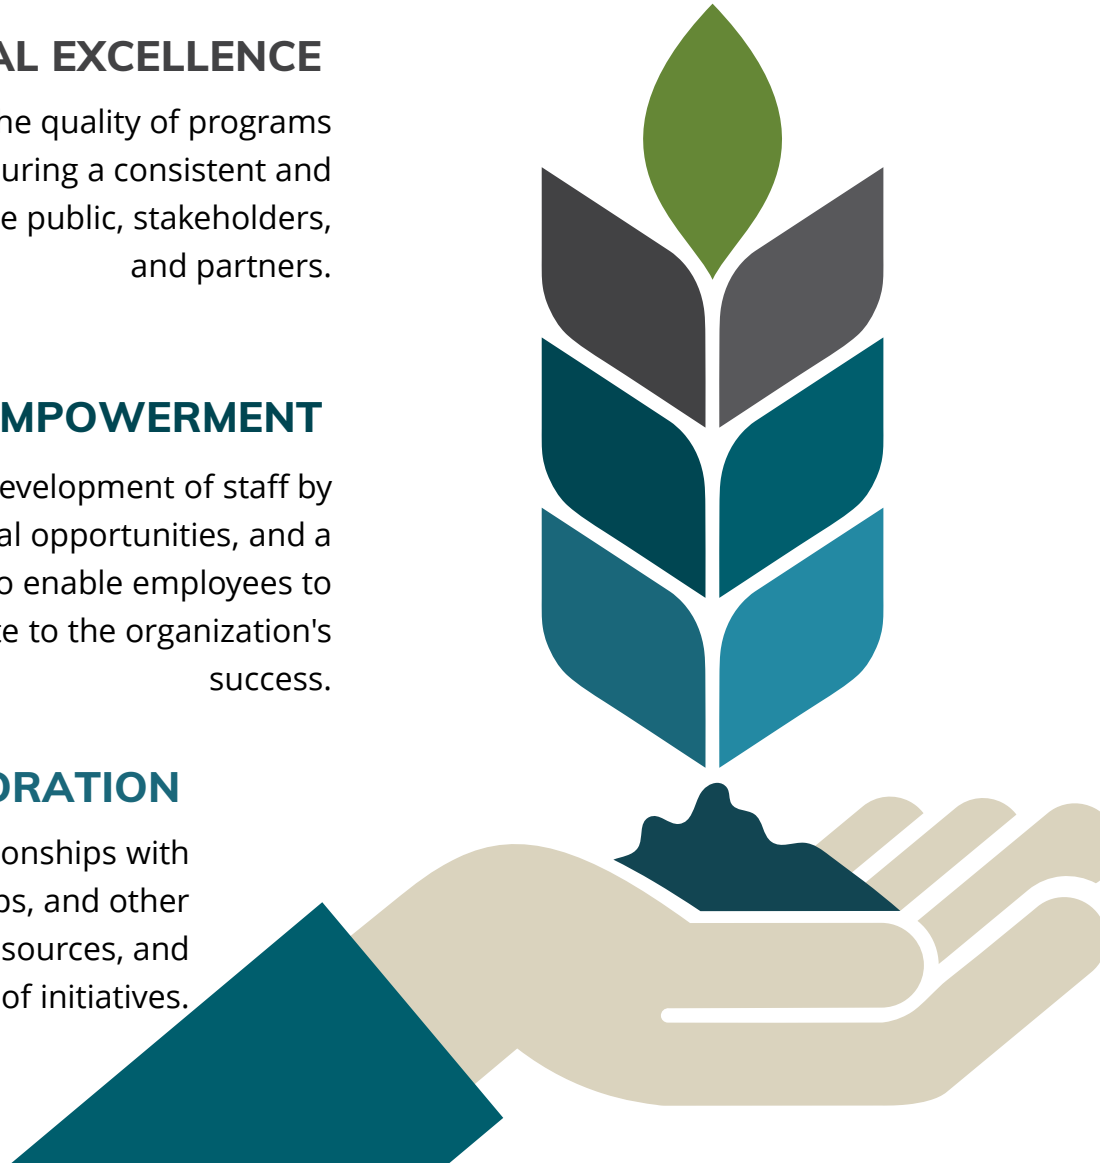 AL EXCELLENCE
he quality of programs
uring a consistent and
e public, stakeholders,
and partners.
MPOWERMENT
evelopment of staff by
al opportunities, and a
o enable employees to
te to the organization's
success.
ORATION
onships with
ps, and other
sources, and
of initiatives.